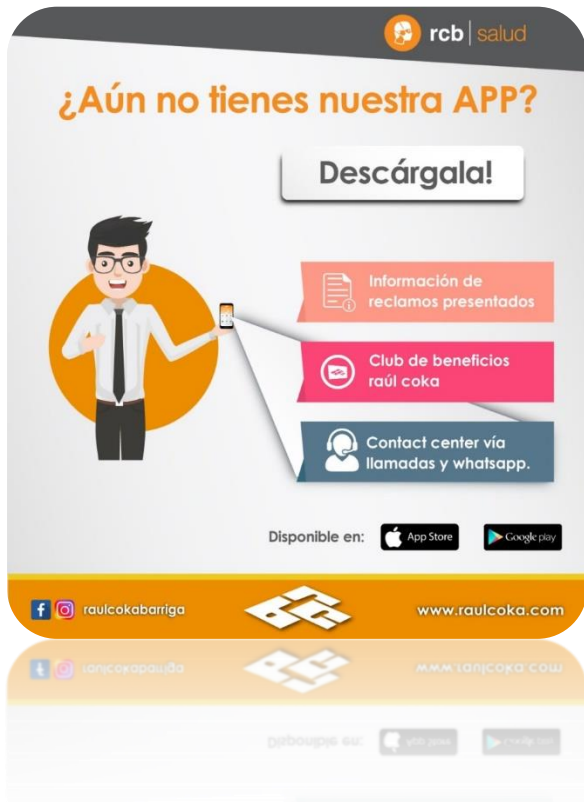 rcb | salud
¿Aún no tienes nuestra APP?
Descárgala!
Información de
reclamos presentados
Club de beneficios
raúl coka
Contact center vía
llamadas y whatsapp.
Disponible en:
App Store
Google play
raulcokabarriga
www.raulcoka.com